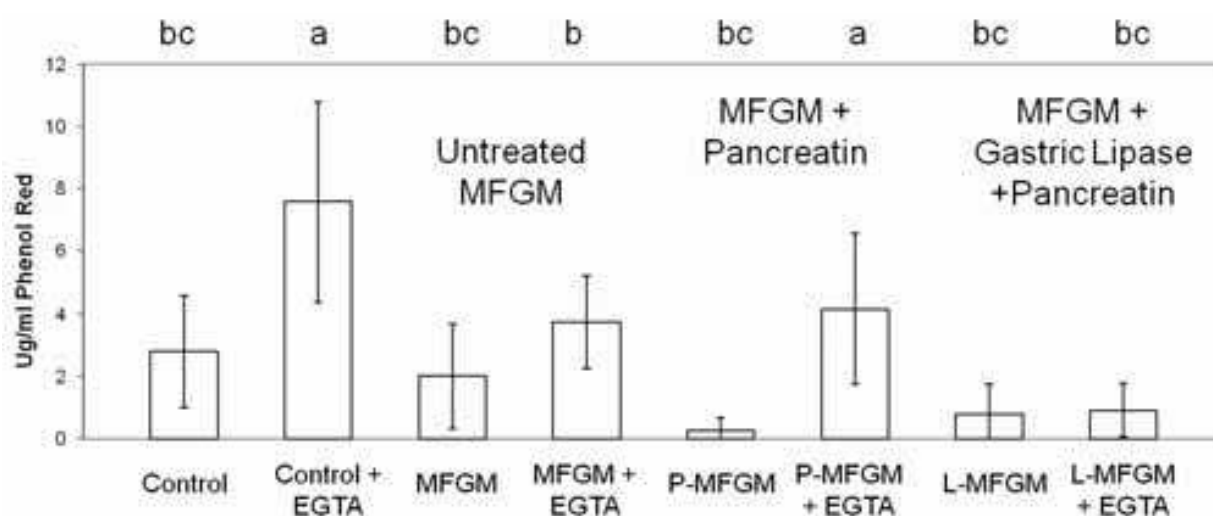 bc a bc b bc a bc bc
12
10
8
6
4
2
0
Ug/ml Phenol Red
Untreated
MFGM
MFGM +
Pancreatin
MFGM +
Gastric Lipase
+Pancreatin
Control
Control +
EGTA
MFGM
MFGM +
EGTA
P-MFGM
P-MFGM
+ EGTA
L-MFGM
L-MFGM
+ EGTA